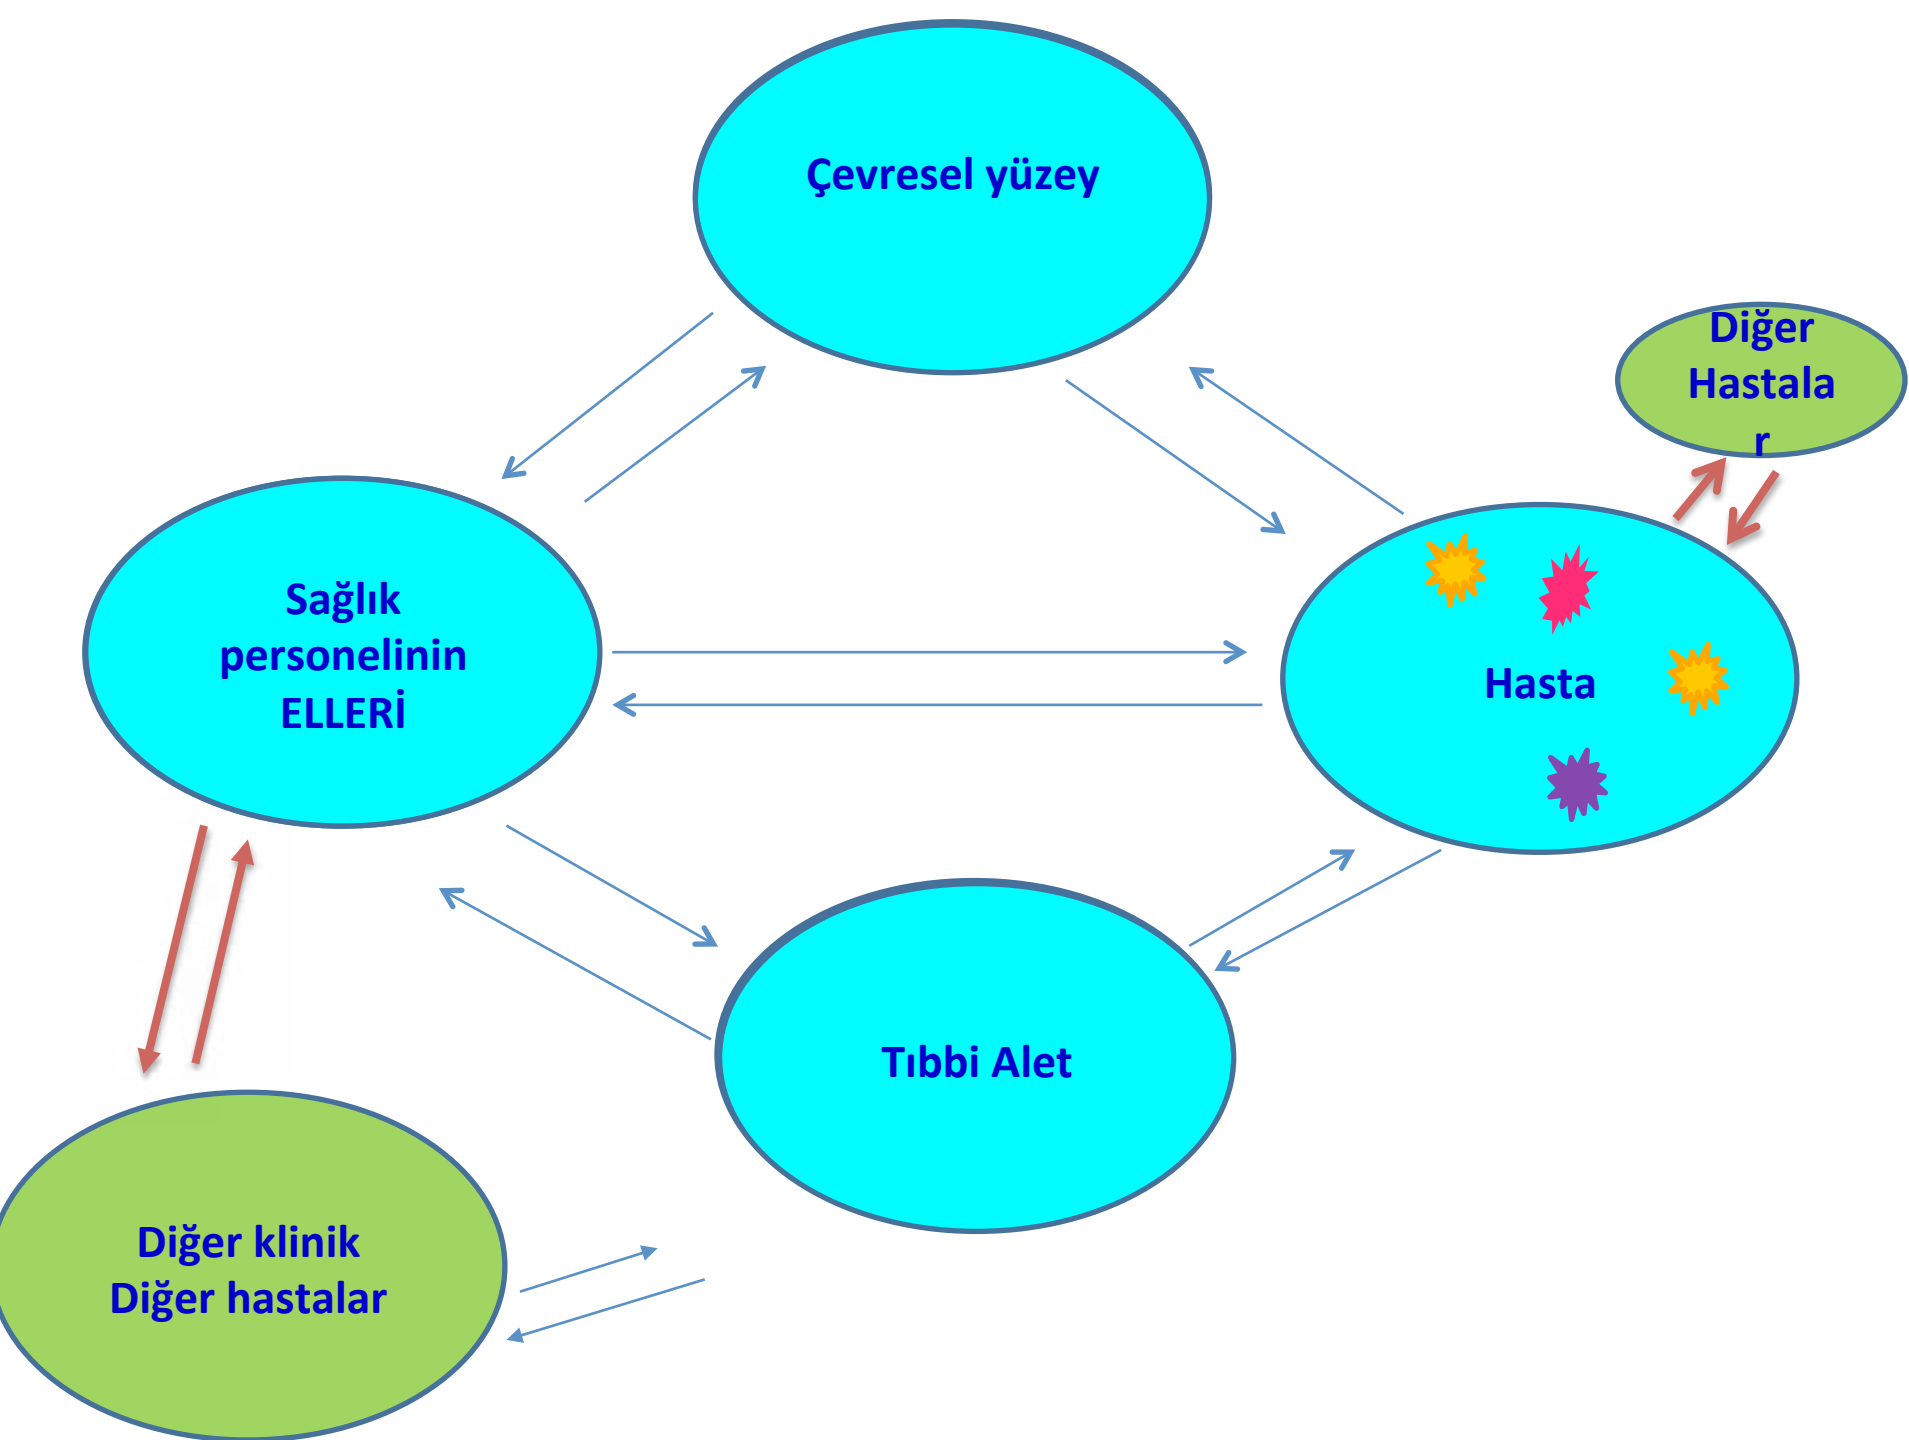 Çevresel yüzey
Diğer
Hastala
r
Sağlık
personelinin
ELLERİ
Hasta
Tıbbi Alet
Diğer klinik
Diğer hastalar